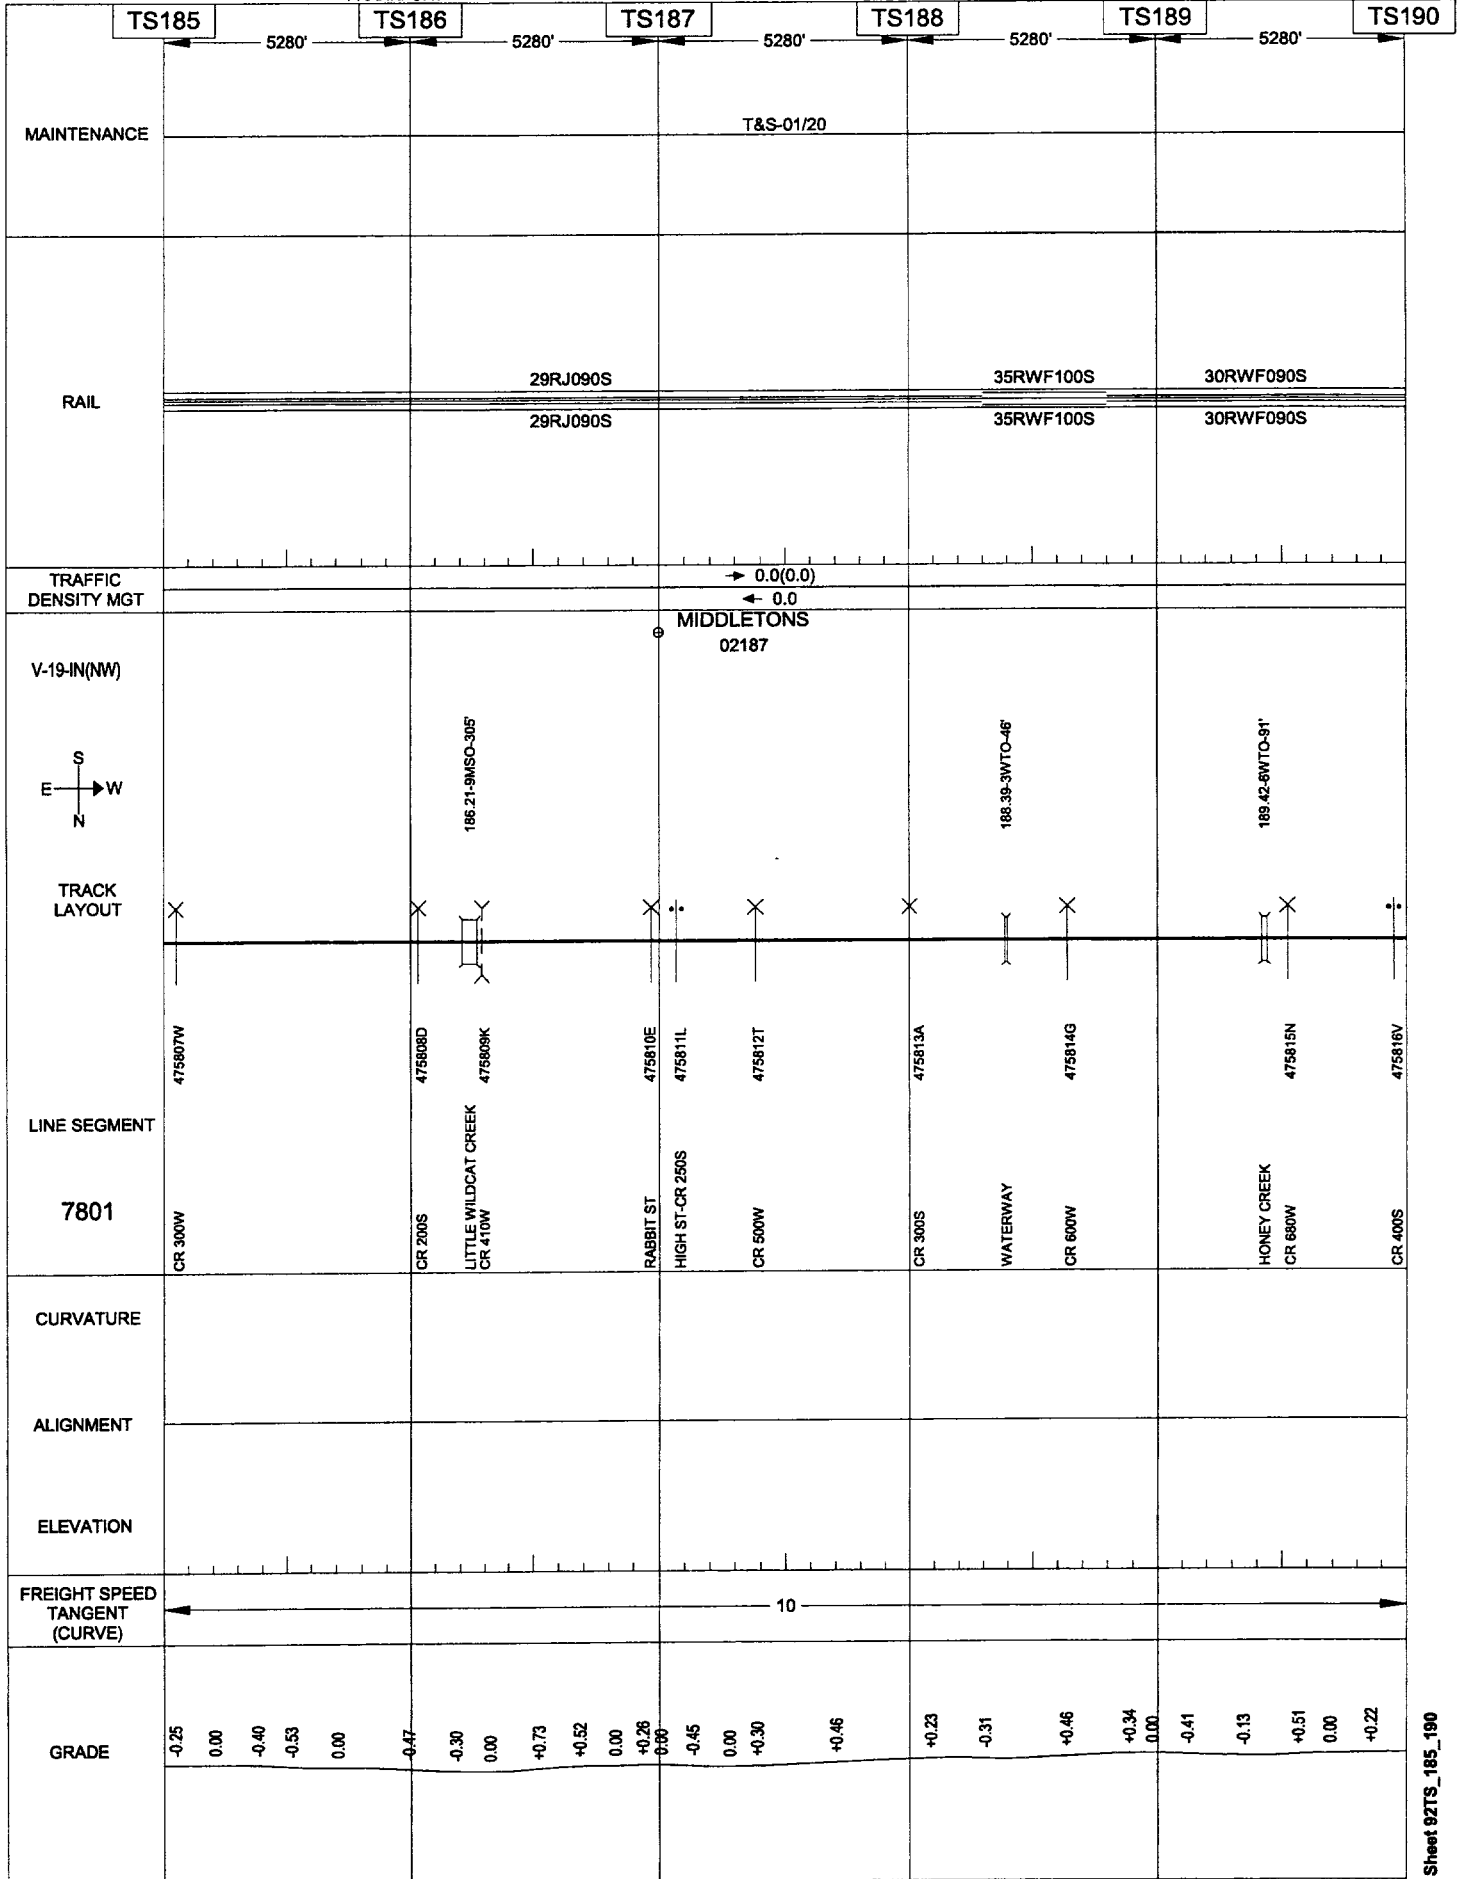 TS185 TS186 TS187 TS188 TS189 TS190
5280' 5280' 5280' 5280' 5280'
MAINTENANCE
T&S-01/20
RAIL
29RJ090S 35RWF100S 30RWF090S
29RJ090S 35RWF100S 30RWF090S
TRAFFIC
DENSITY MGT
→ 0.0(0.0)
← 0.0
MIDDLETONS
02187
V-19-IN(NW)
S
E W
N
186.21-9MSO-305'
188.39-3WTO-46'
189.42-6WTO-91'
TRACK
LAYOUT
475807W
475808D
475809K
475810E
475811L
475812T
475813A
475814G
475815N
475816V
LINE SEGMENT
7801
CR 300W
CR 200S
LITTLE WILDCAT CREEK
CR 410W
RABBIT ST
HIGH ST-CR 250S
CR 500W
CR 300S
WATERWAY
CR 600W
HONEY CREEK
CR 680W
CR 400S
CURVATURE
ALIGNMENT
ELEVATION
FREIGHT SPEED
TANGENT
(CURVE)
10
GRADE
-0.25
0.00
-0.40
-0.53
0.00
-0.47
-0.30
0.00
+0.73
+0.52
0.00
+0.26
0.00
-0.45
0.00
+0.30
+0.46
+0.23
-0.31
+0.46
+0.34
0.00
-0.41
-0.13
+0.51
0.00
+0.22
Sheet 92TS_185_190